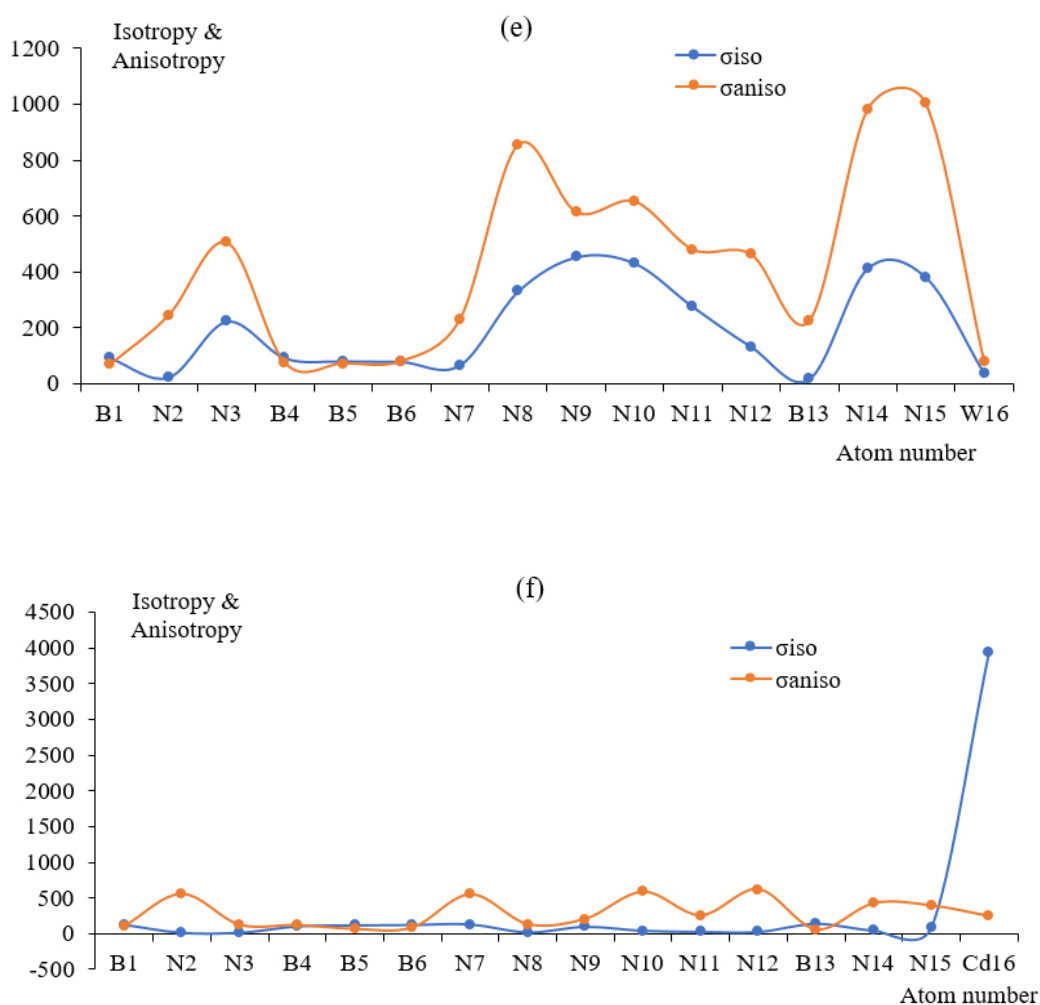 (e)
Isotropy &
Anisotropy
σiso
σaniso
1200
1000
800
600
400
200
0
B1 N2 N3 B4 B5 B6 N7 N8 N9 N10 N11 N12 B13 N14 N15 W16
Atom number
(f)
Isotropy &
Anisotropy
σiso
σaniso
4500
4000
3500
3000
2500
2000
1500
1000
500
0
-500
B1 N2 N3 B4 B5 B6 N7 N8 N9 N10 N11 N12 B13 N14 N15 Cd16
Atom number